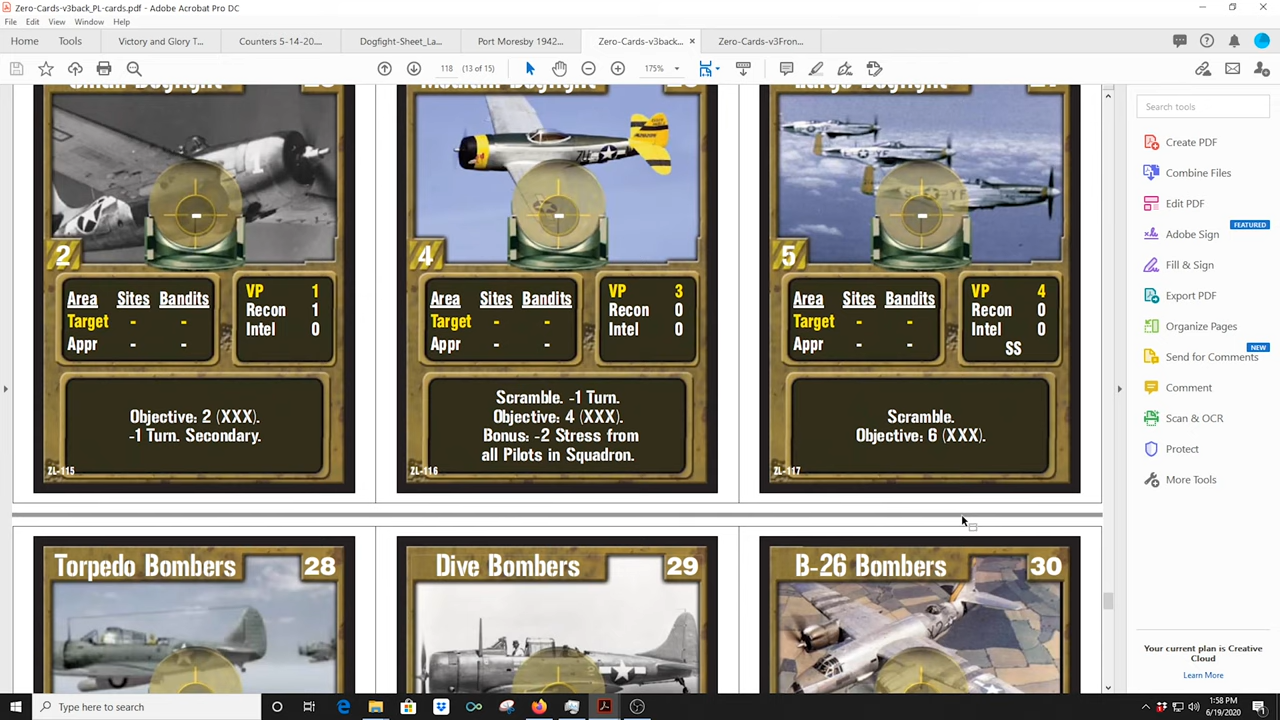 Zero-Cards-v3back_PL-cards.pdf - Adobe Acrobat Pro DC
File Edit View Window Help
Home Tools Victory and Glory T... Counters 5-14-20.... Dogfight-Sheet_La... Port Moresby 1942... Zero-Cards-v3back... × Zero-Cards-v3Fron...
118 (13 of 15) 175%
Small Dogfight
Medium Dogfight
Large Dogfight
2
Area Sites Bandits
Target - -
Appr - -
VP 1
Recon 1
Intel 0
Objective: 2 (XXX).
-1 Turn. Secondary.
ZL-115
4
Area Sites Bandits
Target - -
Appr - -
VP 3
Recon 0
Intel 0
Scramble. -1 Turn.
Objective: 4 (XXX).
Bonus: -2 Stress from
all Pilots in Squadron.
ZL-116
5
Area Sites Bandits
Target - -
Appr - -
VP 4
Recon 0
Intel 0
SS
Scramble.
Objective: 6 (XXX).
ZL-117
Torpedo Bombers 28
Dive Bombers 29
B-26 Bombers 30
Search tools
Create PDF
Combine Files
Edit PDF
FEATURED
Adobe Sign
Fill & Sign
Export PDF
Organize Pages
NEW
Send for Comments
Comment
Scan & OCR
Protect
More Tools
Your current plan is Creative
Cloud
Learn More
Type here to search
1:58 PM
6/19/2020